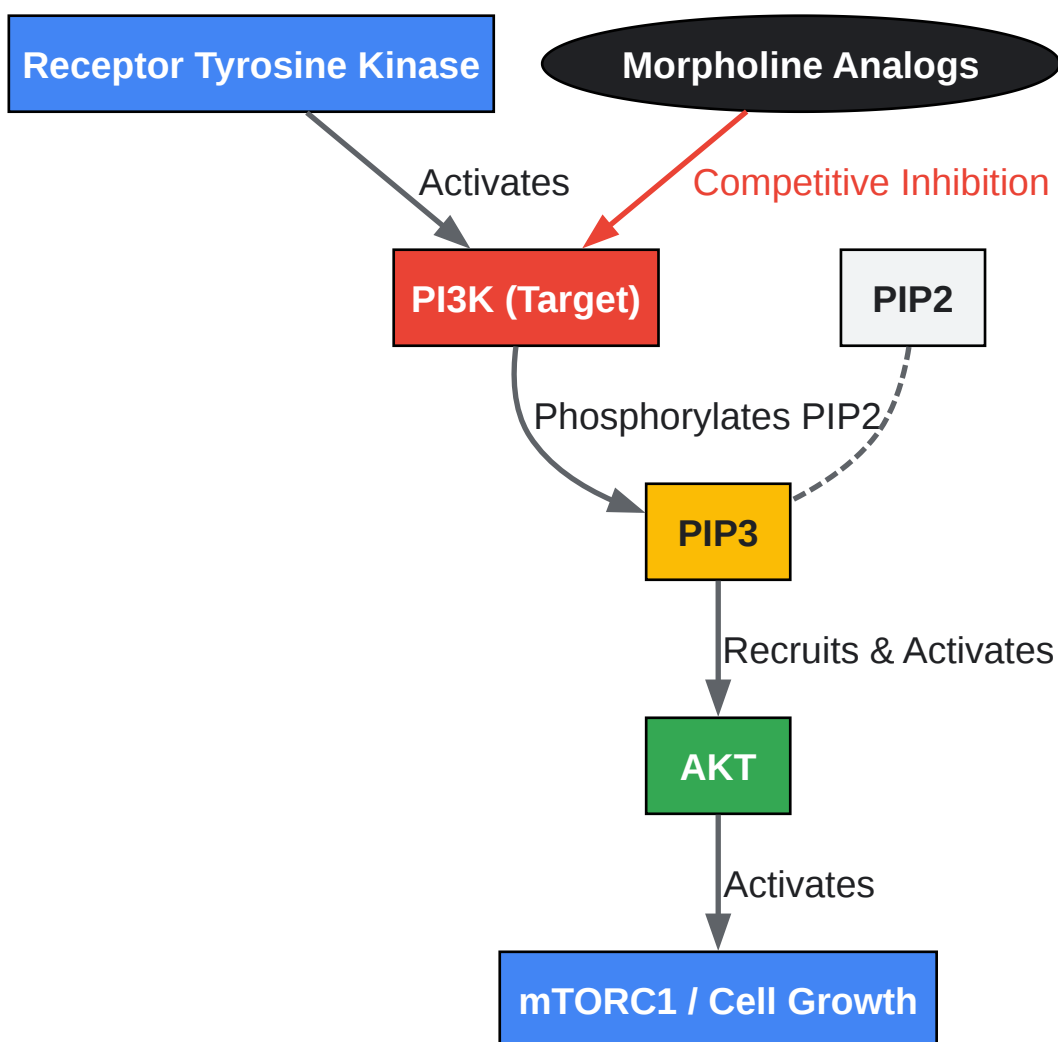 Receptor Tyrosine Kinase
Morpholine Analogs
Activates
Competitive Inhibition
PI3K (Target)
PIP2
Phosphorylates PIP2
PIP3
Recruits & Activates
AKT
Activates
mTORC1 / Cell Growth